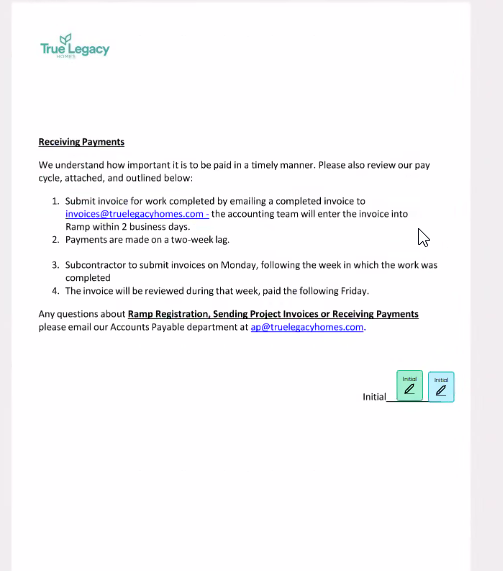 True Legacy
HOMES
Receiving Payments
We understand how important it is to be paid in a timely manner. Please also review our pay
cycle, attached, and outlined below:
1. Submit invoice for work completed by emailing a completed invoice to
invoices@truelegacyhomes.com - the accounting team will enter the invoice into
Ramp within 2 business days.
2. Payments are made on a two-week lag.
3. Subcontractor to submit invoices on Monday, following the week in which the work was
completed
4. The invoice will be reviewed during that week, paid the following Friday.
Any questions about Ramp Registration, Sending Project Invoices or Receiving Payments
please email our Accounts Payable department at ap@truelegacyhomes.com.
Initial Initial
Initial